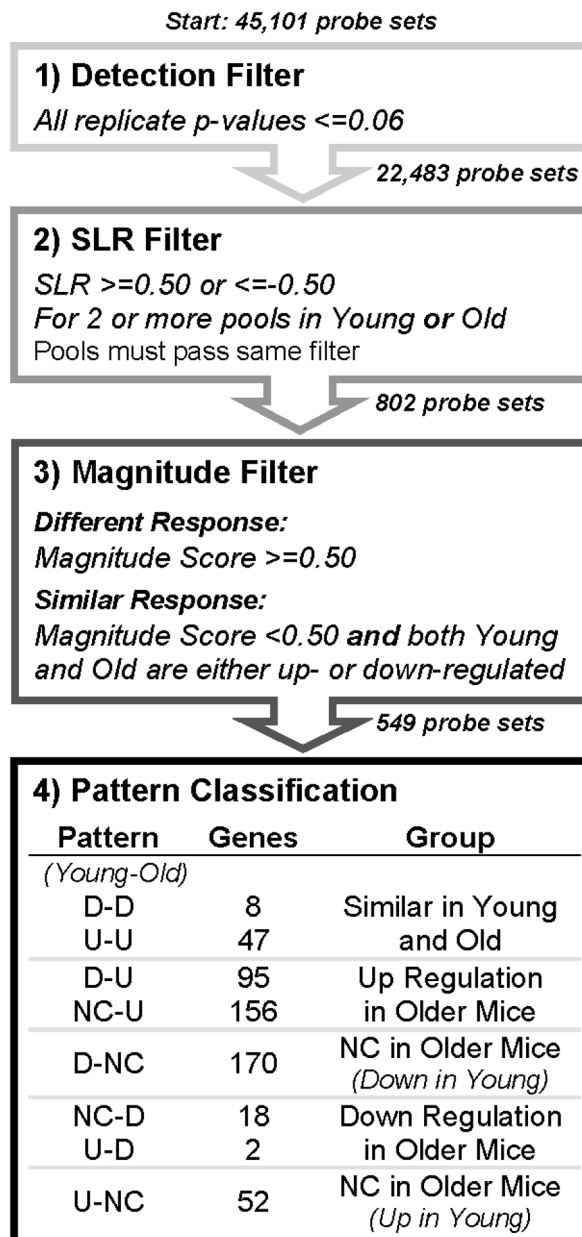 Start: 45,101 probe sets
1) Detection Filter
All replicate p-values <=0.06
22,483 probe sets
2) SLR Filter
SLR >=0.50 or <=-0.50
For 2 or more pools in Young or Old
Pools must pass same filter
802 probe sets
3) Magnitude Filter
Different Response:
Magnitude Score >=0.50
Similar Response:
Magnitude Score <0.50 and both Young
and Old are either up- or down-regulated
549 probe sets
4) Pattern Classification
Pattern Genes Group
(Young-Old)
D-D 8 Similar in Young
U-U 47 and Old
D-U 95 Up Regulation
NC-U 156 in Older Mice
D-NC 170 NC in Older Mice
(Down in Young)
NC-D 18 Down Regulation
U-D 2 in Older Mice
U-NC 52 NC in Older Mice
(Up in Young)